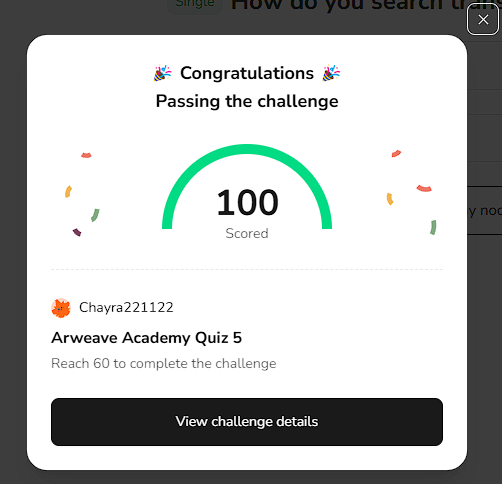 Single How do you search tran
Congratulations
Passing the challenge
100
Scored
y noc
Chayra221122
Arweave Academy Quiz 5
Reach 60 to complete the challenge
View challenge details